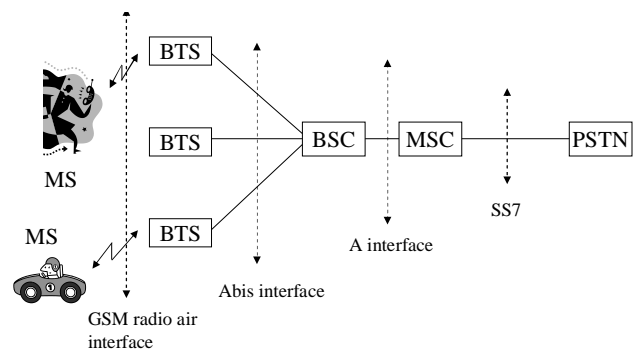 BTS
BTS
BSC
MSC
PSTN
MS
SS7
MS
BTS
A interface
Abis interface
GSM radio air
interface